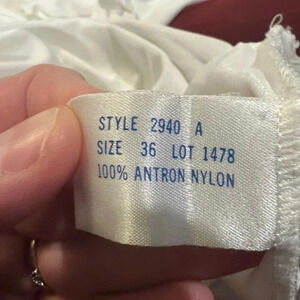 STYLE 2940 A
SIZE 36 LOT 1478
100% ANTRON NYLON